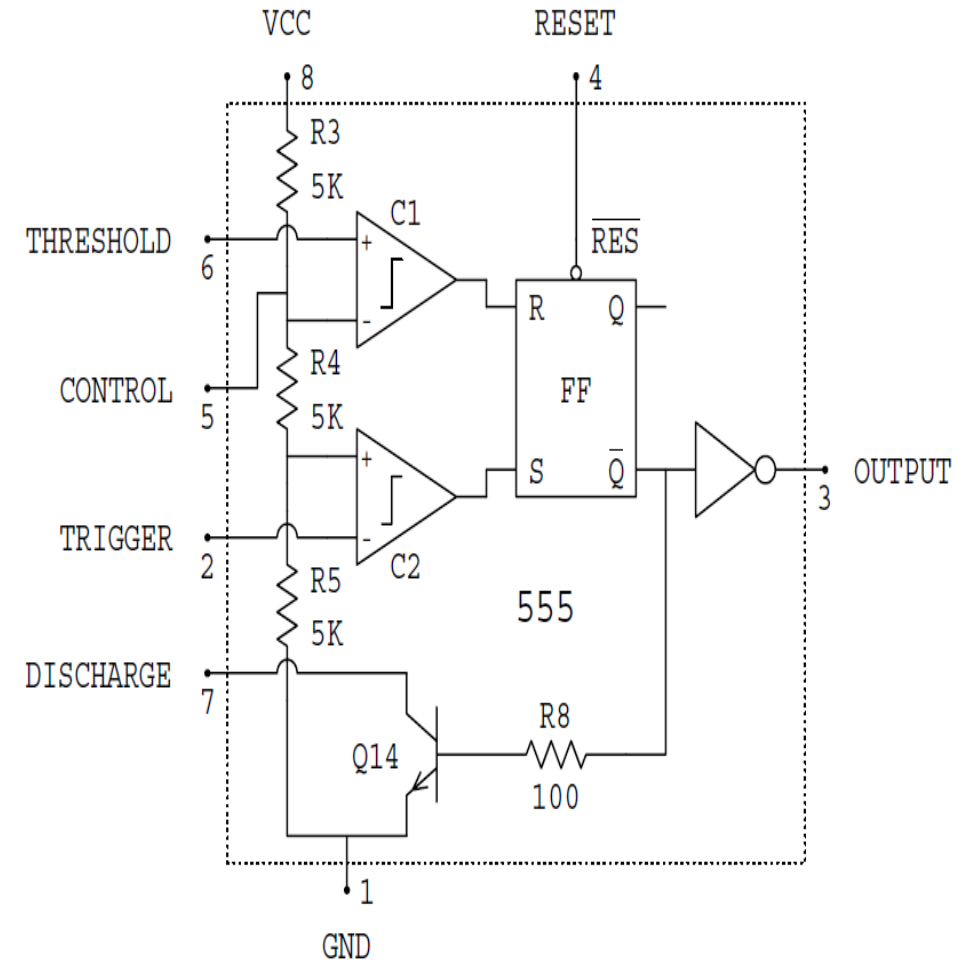 VCC
RESET
8
4
R3
5K
C1
THRESHOLD
6
+
RES
-
R
Q
R4
5K
CONTROL
5
FF
+
S
Q
OUTPUT
3
TRIGGER
2
-
C2
R5
5K
555
DISCHARGE
7
R8
Q14
100
1
GND